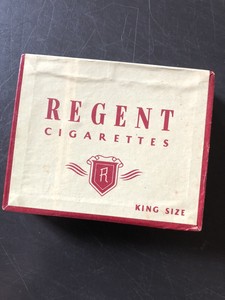 REGENT
CIGARETTES
R
KING SIZE